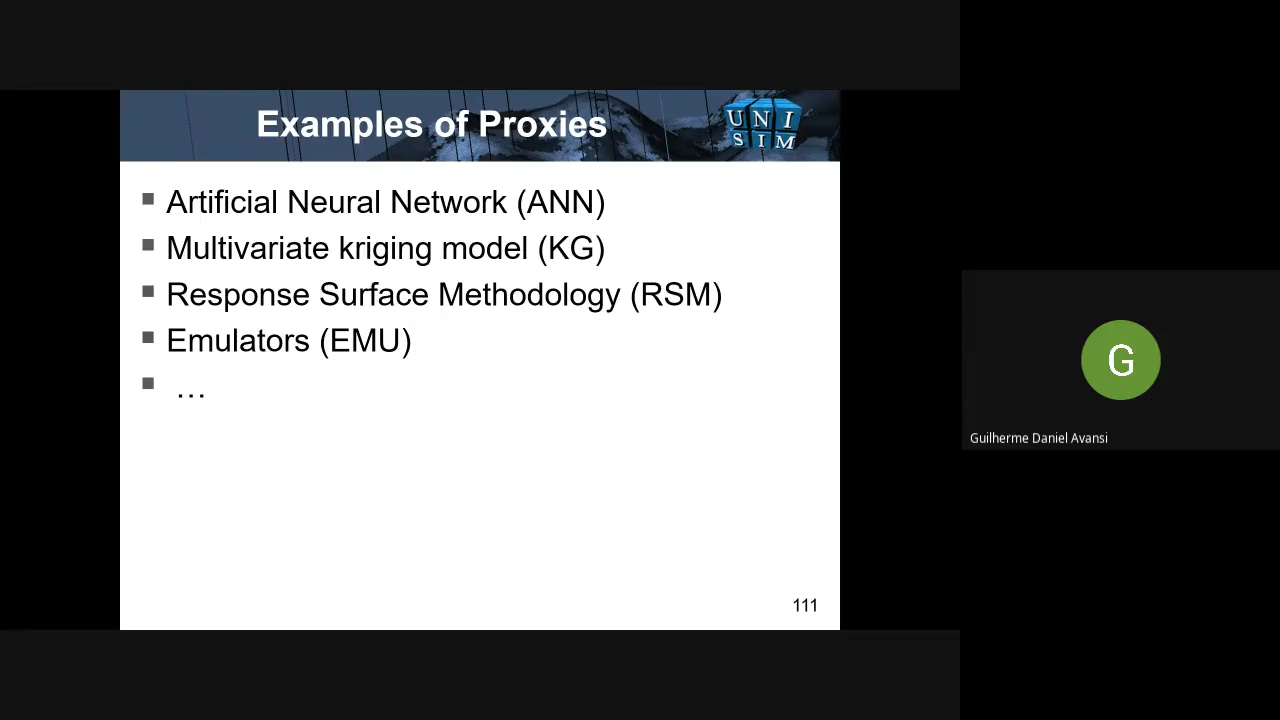 Examples of Proxies
UNI
SIM
Artificial Neural Network (ANN)
Multivariate kriging model (KG)
Response Surface Methodology (RSM)
Emulators (EMU)
…
111
G
Guilherme Daniel Avansi